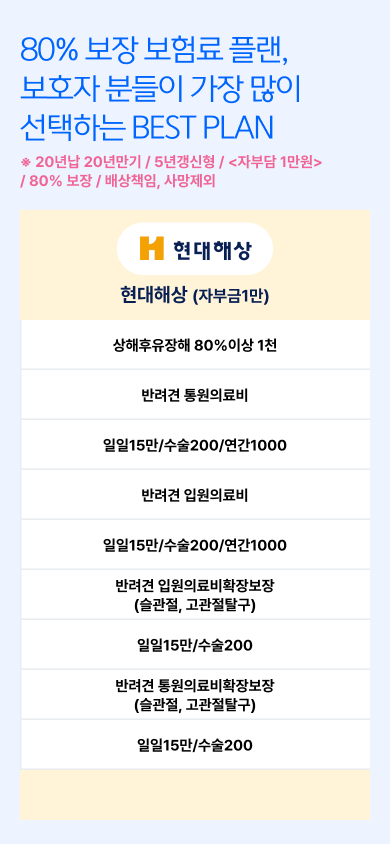 80% 보장 보험료 플랜,
보호자 분들이 가장 많이
선택하는 BEST PLAN
※ 20년납 20년만기 / 5년갱신형 / <자부담 1만원>
/ 80% 보장 / 배상책임, 사망제외
현대해상
현대해상 (자부금1만)
상해후유장해 80%이상 1천
반려견 통원의료비
일일15만/수술200/연간1000
반려견 입원의료비
일일15만/수술200/연간1000
반려견 입원의료비확장보장
(슬관절, 고관절탈구)
일일15만/수술200
반려견 통원의료비확장보장
(슬관절, 고관절탈구)
일일15만/수술200